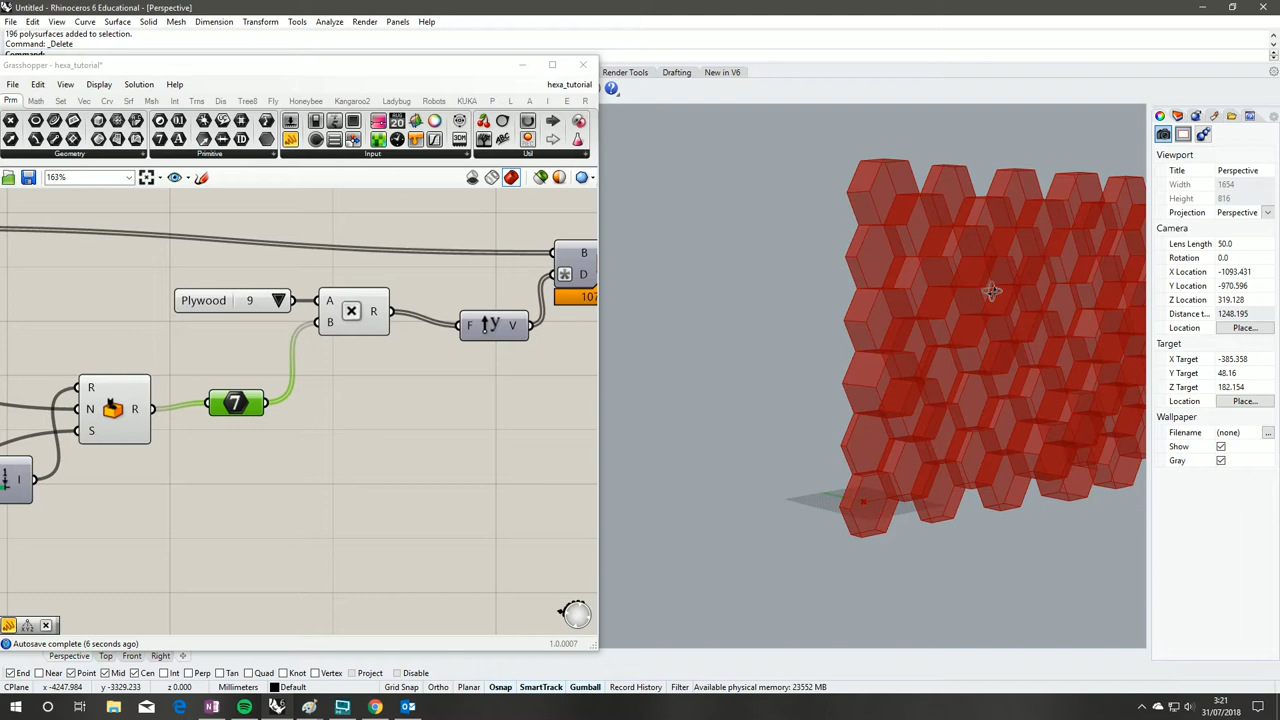 Untitled - Rhinoceros 6 Educational - [Perspective]
File Edit View Curve Surface Solid Mesh Dimension Transform Tools Analyze Render Panels Help
196 polysurfaces added to selection.
Command: _Delete
Grasshopper - hexa_tutorial*
Render Tools Drafting New in V6
File Edit View Display Solution Help hexa_tutorial
Prm Math Set Vec Crv Srf Msh Int Trns Dis Tree8 Fly Honeybee Kangaroo2 Ladybug Robots KUKA P L A I E R
Geometry Primitive Input Util
163%
Viewport
Title Perspective
Width 1654
Height 816
Projection Perspective
Camera
Lens Length 50.0
Rotation 0.0
X Location -1093.431
Y Location -970.596
Z Location 319.128
Distance t... 1248.195
Location Place...
Target
X Target -385.358
Y Target 48.16
Z Target 182.154
Location Place...
Wallpaper
Filename (none) ...
Show
Gray
B
D
107
Plywood 9
A
B
R
F y V
R
N
S
R
7
I
Autosave complete (6 seconds ago) 1.0.0007
Perspective Top Front Right
End Near Point Mid Cen Int Perp Tan Quad Knot Vertex Project Disable
CPlane x -4247.984 y -3329.233 z 0.000 Millimeters Default Grid Snap Ortho Planar Osnap SmartTrack Gumball Record History Filter Available physical memory: 23552 MB
3:21
31/07/2018